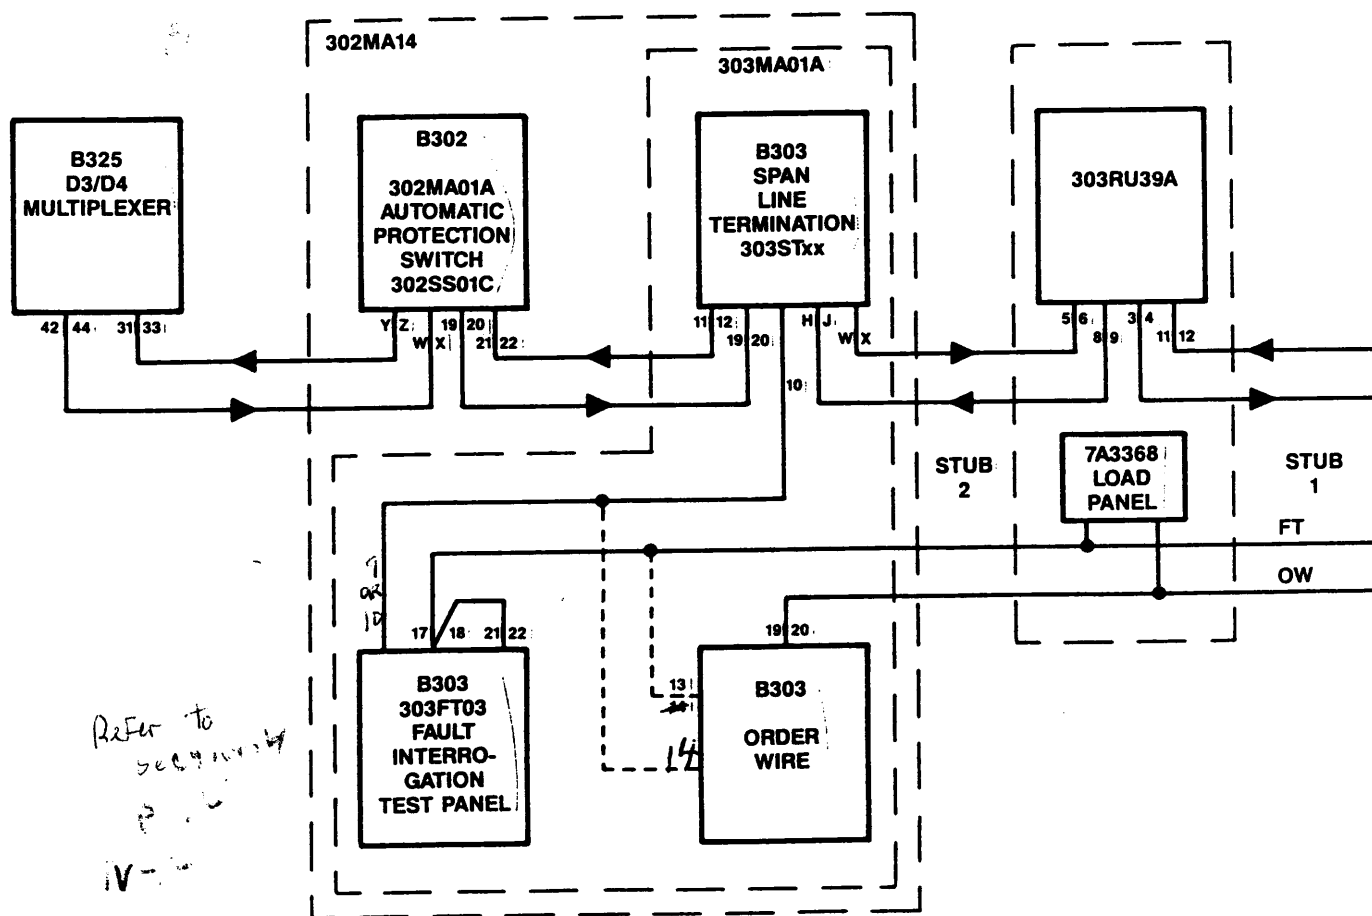 302MA14
303MA01A
B325
D3/D4
MULTIPLEXER
B302
302MA01A
AUTOMATIC
PROTECTION
SWITCH
302SS01C
B303
SPAN
LINE
TERMINATION
303STxx
303RU39A
42 44 31 33
Y Z 19 20
W X 21 22
11 12 H J
19 20 W X
10
5 6 3 4
8 9 11 12
7A3368
LOAD
PANEL
STUB
2
STUB
1
FT
OW
OR
10
17 18 21 22
19 20
13
14
B303
303FT03
FAULT
INTERRO-
GATION
TEST PANEL
B303
ORDER
WIRE
Refer to
IV-